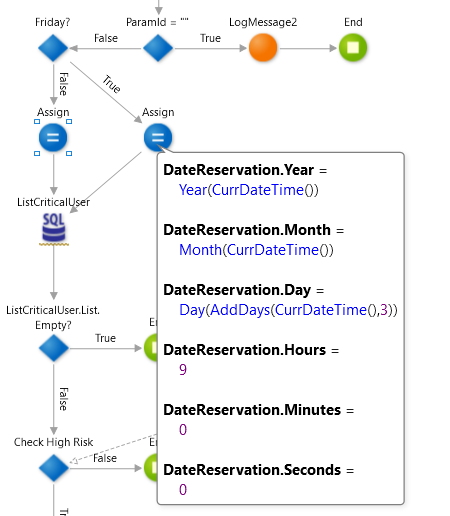 Friday?
False
ParamId = ""
True
LogMessage2
End
False
True
Assign
Assign
ListCriticalUser
SQL
ListCriticalUser.List.
Empty?
True
False
Check High Risk
False
DateReservation.Year =
Year(CurrDateTime())
DateReservation.Month =
Month(CurrDateTime())
DateReservation.Day =
Day(AddDays(CurrDateTime(),3))
DateReservation.Hours =
9
DateReservation.Minutes =
0
DateReservation.Seconds =
0